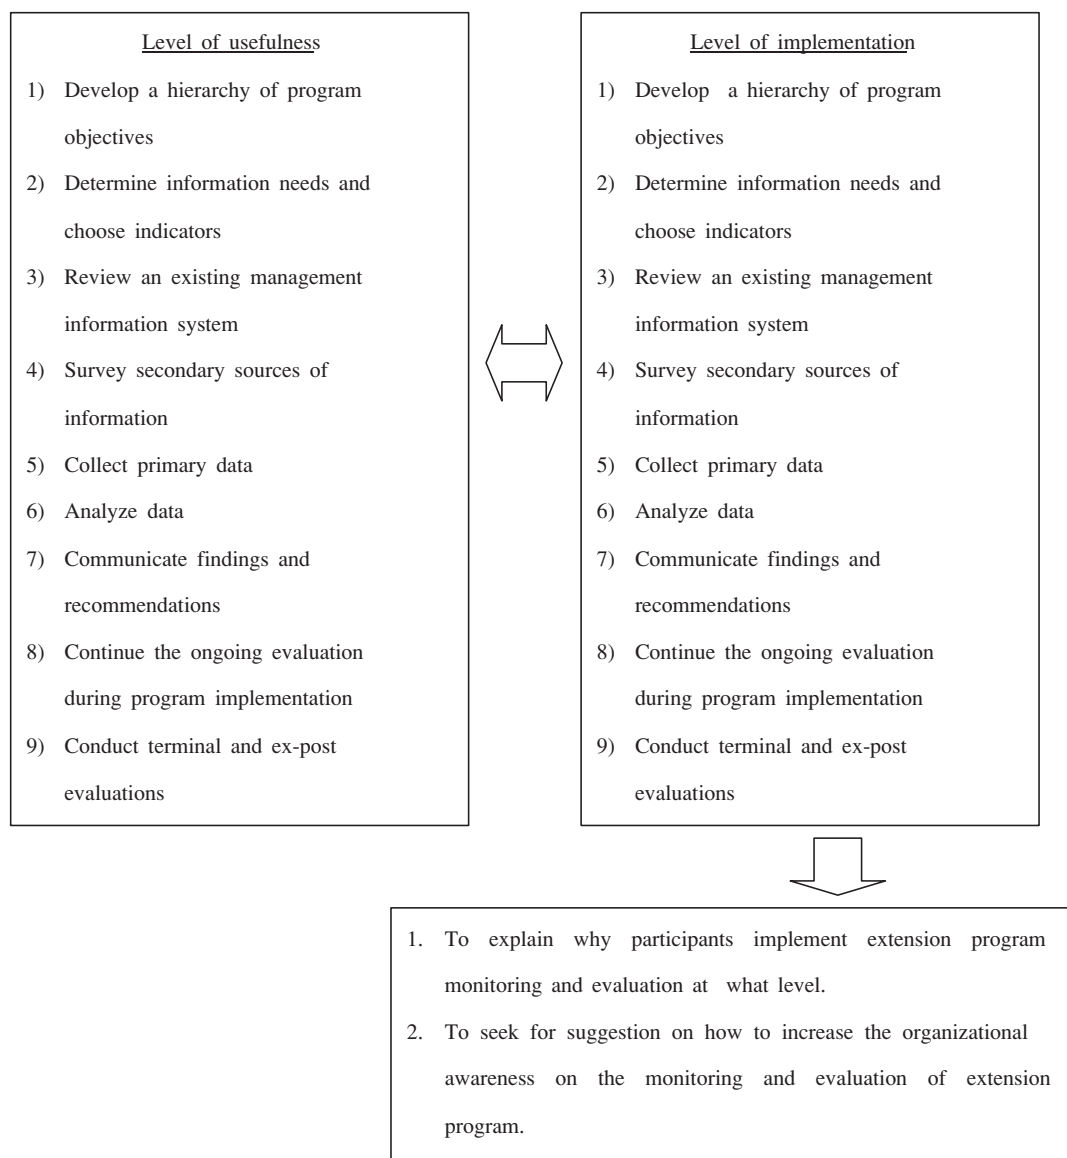 Level of usefulness
1) Develop a hierarchy of program
objectives
2) Determine information needs and
choose indicators
3) Review an existing management
information system
4) Survey secondary sources of
information
5) Collect primary data
6) Analyze data
7) Communicate findings and
recommendations
8) Continue the ongoing evaluation
during program implementation
9) Conduct terminal and ex-post
evaluations
Level of implementation
1) Develop a hierarchy of program
objectives
2) Determine information needs and
choose indicators
3) Review an existing management
information system
4) Survey secondary sources of
information
5) Collect primary data
6) Analyze data
7) Communicate findings and
recommendations
8) Continue the ongoing evaluation
during program implementation
9) Conduct terminal and ex-post
evaluations
1. To explain why participants implement extension program
monitoring and evaluation at what level.
2. To seek for suggestion on how to increase the organizational
awareness on the monitoring and evaluation of extension
program.